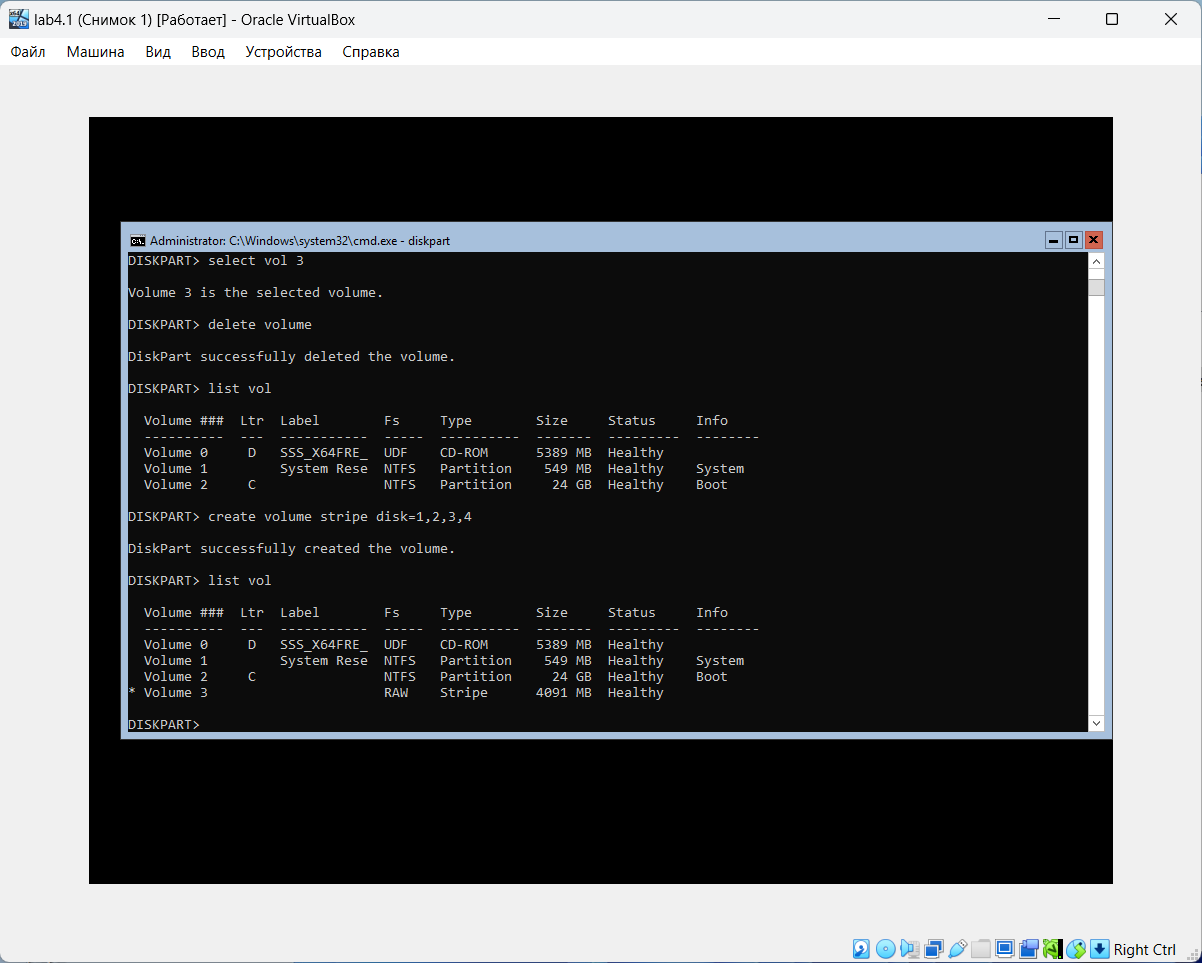 lab4.1 (Снимок 1) [Работает] - Oracle VirtualBox
Файл Машина Вид Ввод Устройства Справка
Administrator: C:\Windows\system32\cmd.exe - diskpart
DISKPART> select vol 3
Volume 3 is the selected volume.
DISKPART> delete volume
DiskPart successfully deleted the volume.
DISKPART> list vol
Volume ### Ltr Label Fs Type Size Status Info
---------- --- ----------- ----- ---------- ------- --------- --------
Volume 0 D SSS_X64FRE_ UDF CD-ROM 5389 MB Healthy
Volume 1 System Rese NTFS Partition 549 MB Healthy System
Volume 2 C NTFS Partition 24 GB Healthy Boot
DISKPART> create volume stripe disk=1,2,3,4
DiskPart successfully created the volume.
DISKPART> list vol
Volume ### Ltr Label Fs Type Size Status Info
---------- --- ----------- ----- ---------- ------- --------- --------
Volume 0 D SSS_X64FRE_ UDF CD-ROM 5389 MB Healthy
Volume 1 System Rese NTFS Partition 549 MB Healthy System
Volume 2 C NTFS Partition 24 GB Healthy Boot
* Volume 3 RAW Stripe 4091 MB Healthy
DISKPART>
Right Ctrl